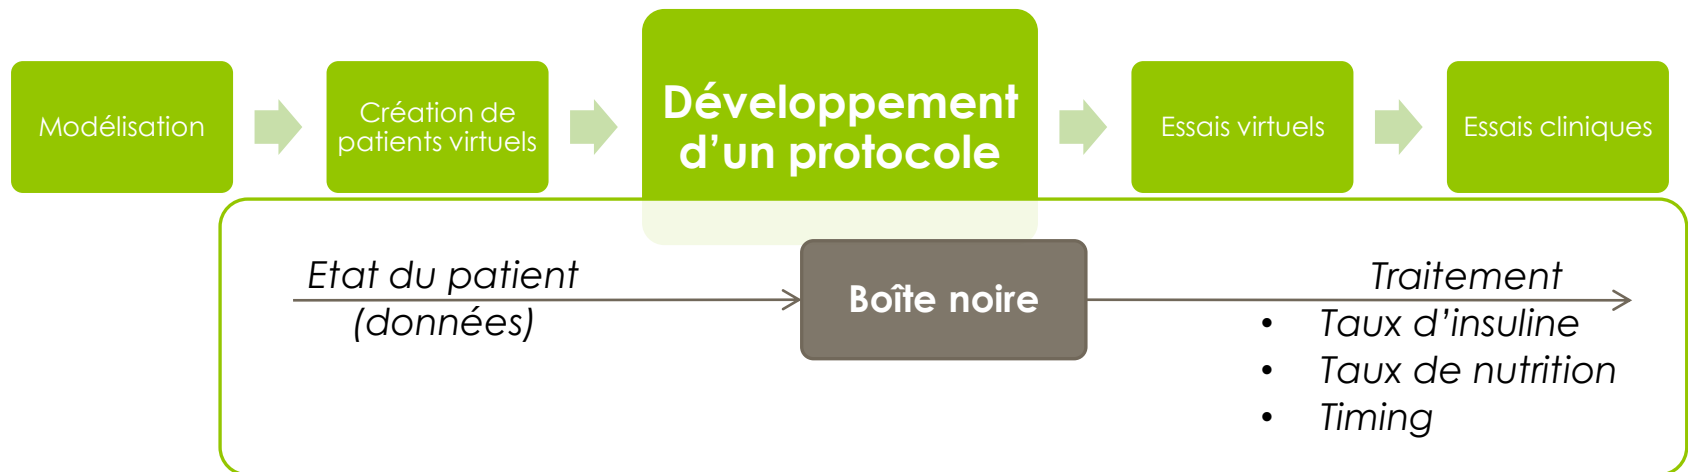 Modélisation
Création de
patients virtuels
Développement
d’un protocole
Essais virtuels
Essais cliniques
Etat du patient
(données)
Boîte noire
Traitement
• Taux d’insuline
• Taux de nutrition
• Timing